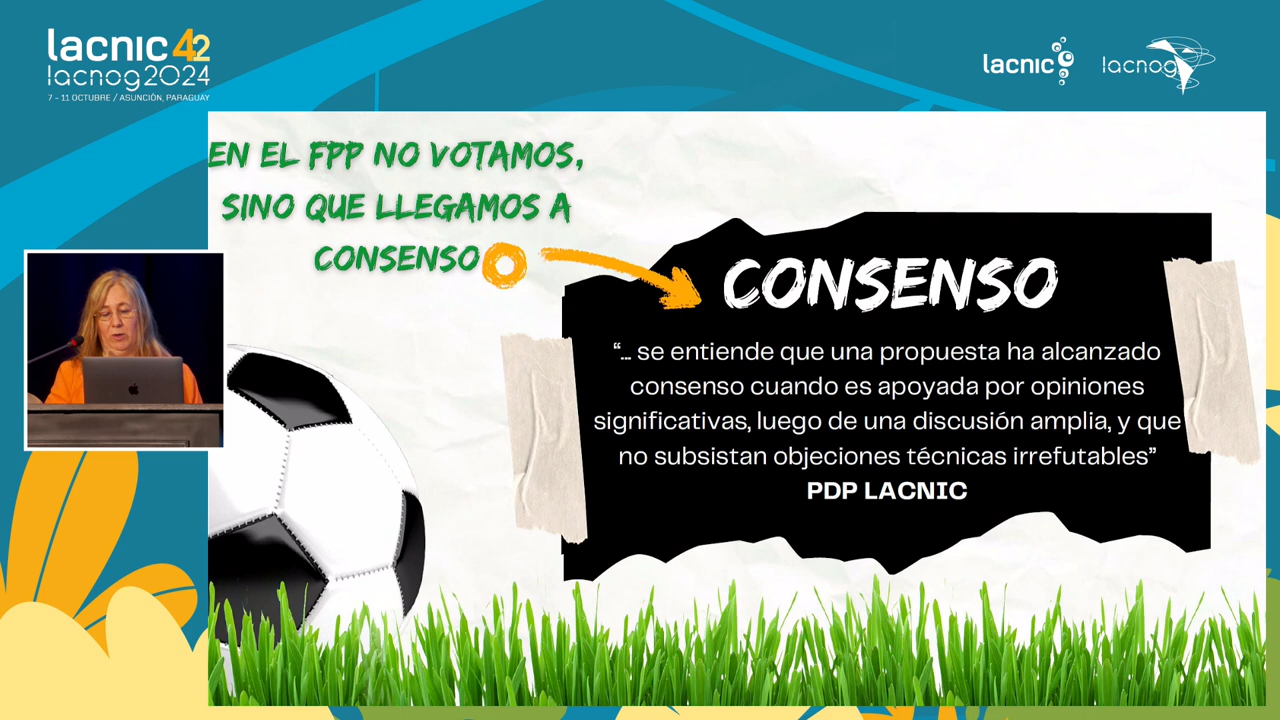 lacnic 42
lacnog2024
7 - 11 OCTUBRE / ASUNCIÓN, PARAGUAY
lacnic
lacnog
EN EL FPP NO VOTAMOS,
SINO QUE LLEGAMOS A
CONSENSO
CONSENSO
“... se entiende que una propuesta ha alcanzado
consenso cuando es apoyada por opiniones
significativas, luego de una discusión amplia, y que
no subsistan objeciones técnicas irrefutables”
PDP LACNIC